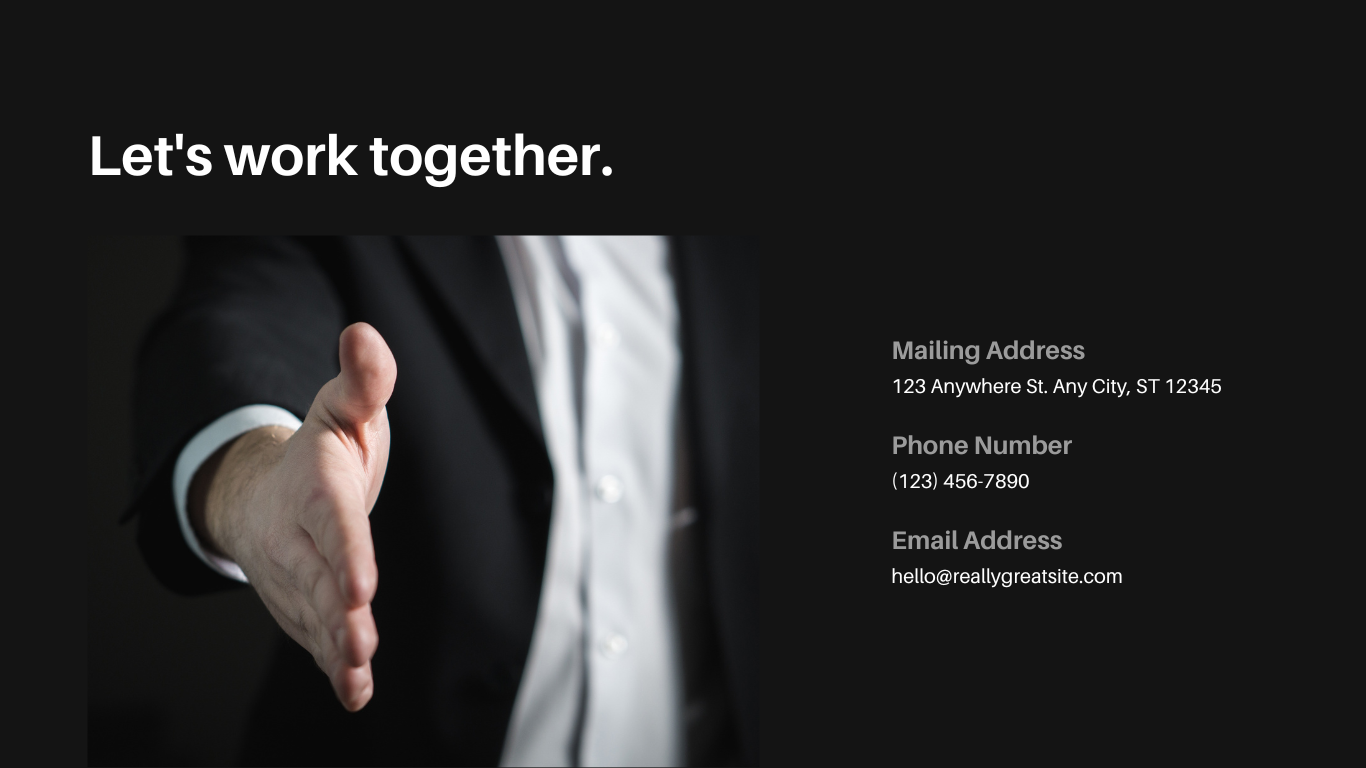 Let's work together.
Mailing Address
123 Anywhere St. Any City, ST 12345
Phone Number
(123) 456-7890
Email Address
hello@reallygreatsite.com